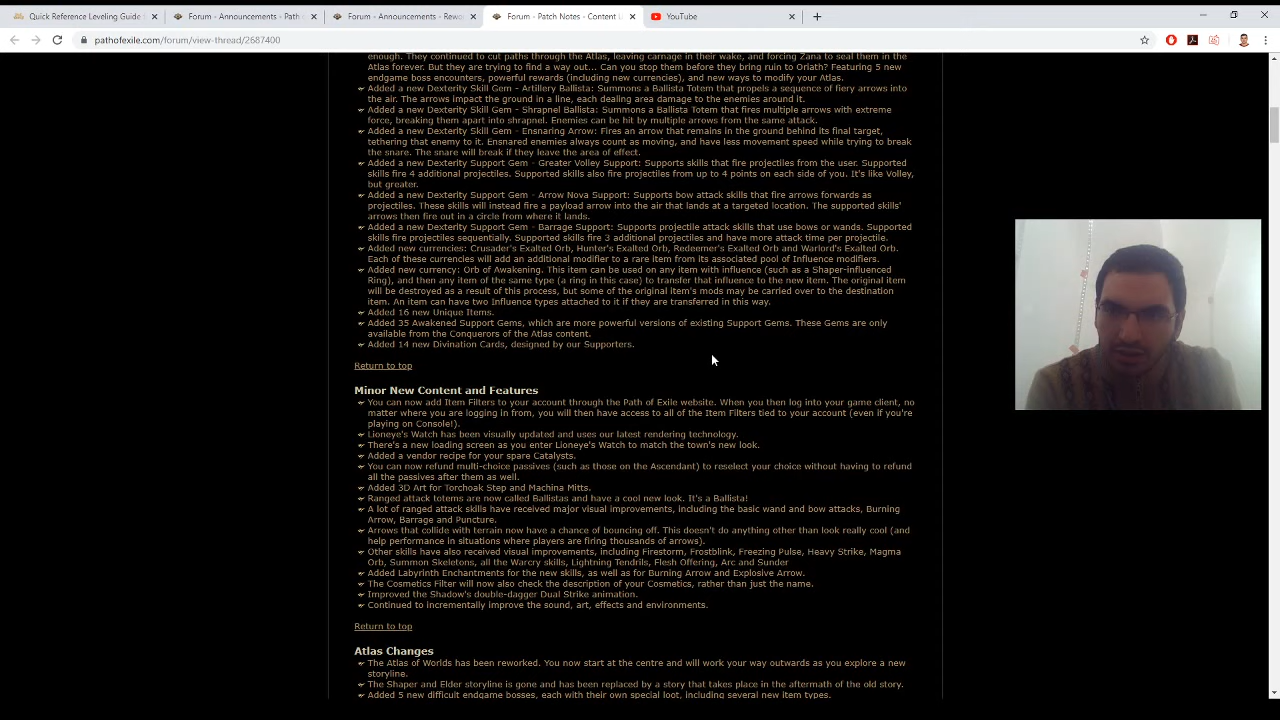 Quick Reference Leveling Guide
Forum - Announcements - Path
Forum - Announcements - Rewo
Forum - Patch Notes - Content
YouTube
pathofexile.com/forum/view-thread/2687400
enough. They continued to cut paths through the Atlas, leaving carnage in their wake, and forcing Zana to seal them in the
Atlas forever. But they are trying to find a way out... Can you stop them before they bring ruin to Oriath? Featuring 5 new
endgame boss encounters, powerful rewards (including new currencies), and new ways to modify your Atlas.
Added a new Dexterity Skill Gem - Artillery Ballista: Summons a Ballista Totem that propels a sequence of fiery arrows into
the air. The arrows impact the ground in a line, each dealing area damage to the enemies around it.
Added a new Dexterity Skill Gem - Shrapnel Ballista: Summons a Ballista Totem that fires multiple arrows with extreme
force, breaking them apart into shrapnel. Enemies can be hit by multiple arrows from the same attack.
Added a new Dexterity Skill Gem - Ensnaring Arrow: Fires an arrow that remains in the ground behind its final target,
tethering that enemy to it. Ensnared enemies always count as moving, and have less movement speed while trying to break
the snare. The snare will break if they leave the area of effect.
Added a new Dexterity Support Gem - Greater Volley Support: Supports skills that fire projectiles from the user. Supported
skills fire 4 additional projectiles. Supported skills also fire projectiles from up to 4 points on each side of you. It's like Volley,
but greater.
Added a new Dexterity Support Gem - Arrow Nova Support: Supports bow attack skills that fire arrows forwards as
projectiles. These skills will instead fire a payload arrow into the air that lands at a targeted location. The supported skills'
arrows then fire out in a circle from where it lands.
Added a new Dexterity Support Gem - Barrage Support: Supports projectile attack skills that use bows or wands. Supported
skills fire projectiles sequentially. Supported skills fire 3 additional projectiles and have more attack time per projectile.
Added new currencies: Crusader's Exalted Orb, Hunter's Exalted Orb, Redeemer's Exalted Orb and Warlord's Exalted Orb.
Each of these currencies will add an additional modifier to a rare item from its associated pool of Influence modifiers.
Added new currency: Orb of Awakening. This item can be used on any item with influence (such as a Shaper-influenced
Ring), and then any item of the same type (a ring in this case) to transfer that influence to the new item. The original item
will be destroyed as a result of this process, but some of the original item's mods may be carried over to the destination
item. An item can have two Influence types attached to it if they are transferred in this way.
Added 16 new Unique Items.
Added 35 Awakened Support Gems, which are more powerful versions of existing Support Gems. These Gems are only
available from the Conquerors of the Atlas content.
Added 14 new Divination Cards, designed by our Supporters.
Return to top
Minor New Content and Features
You can now add Item Filters to your account through the Path of Exile website. When you then log into your game client, no
matter where you are logging in from, you will then have access to all of the Item Filters tied to your account (even if you're
playing on Console!).
Lioneye's Watch has been visually updated and uses our latest rendering technology.
There's a new loading screen as you enter Lioneye's Watch to match the town's new look.
Added a vendor recipe for your spare Catalysts.
You can now refund multi-choice passives (such as those on the Ascendant) to reselect your choice without having to refund
all the passives after them as well.
Added 3D Art for Torchoak Step and Machina Mitts.
Ranged attack totems are now called Ballistas and have a cool new look. It's a Ballista!
A lot of ranged attack skills have received major visual improvements, including the basic wand and bow attacks, Burning
Arrow, Barrage and Puncture.
Arrows that collide with terrain now have a chance of bouncing off. This doesn't do anything other than look really cool (and
help performance in situations where players are firing thousands of arrows).
Other skills have also received visual improvements, including Firestorm, Frostblink, Freezing Pulse, Heavy Strike, Magma
Orb, Summon Skeletons, all the Warcry skills, Lightning Tendrils, Flesh Offering, Arc and Sunder
Added Labyrinth Enchantments for the new skills, as well as for Burning Arrow and Explosive Arrow.
The Cosmetics Filter will now also check the description of your Cosmetics, rather than just the name.
Improved the Shadow's double-dagger Dual Strike animation.
Continued to incrementally improve the sound, art, effects and environments.
Return to top
Atlas Changes
The Atlas of Worlds has been reworked. You now start at the centre and will work your way outwards as you explore a new
storyline.
The Shaper and Elder storyline is gone and has been replaced by a story that takes place in the aftermath of the old story.
Added 5 new difficult endgame bosses, each with their own special loot, including several new item types.